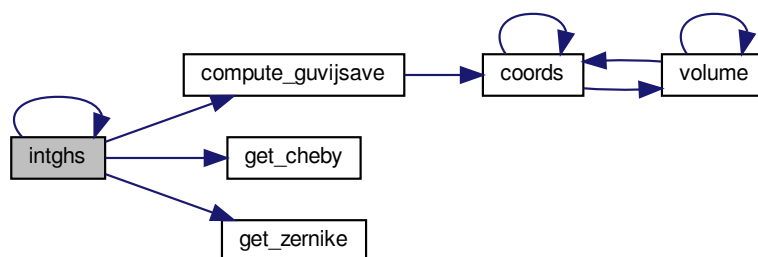 intghs
compute_guvijsave
coords
volume
get_cheby
get_zernike